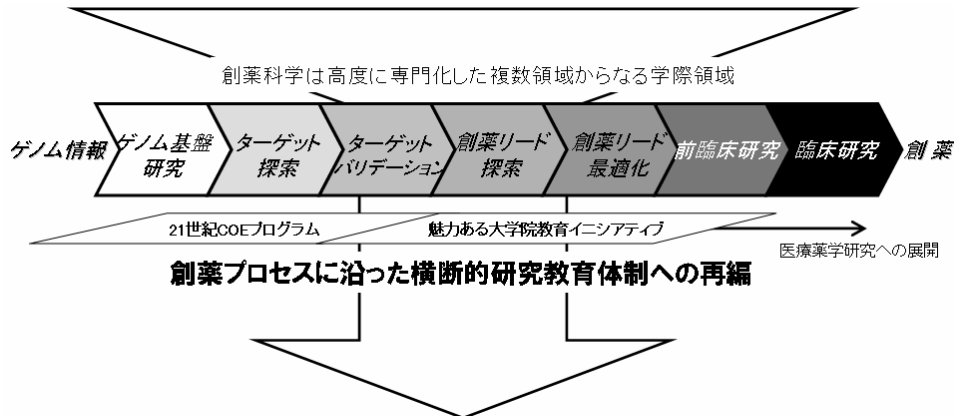 創薬科学は高度に専門化した複数領域からなる学際領域
ゲノム情報
ゲノム基盤
研究
ターゲット
探索
ターゲット
バリデーション
創薬リード
探索
創薬リード
最適化
前臨床研究
臨床研究
創薬
21世紀COEプログラム
魅力ある大学院教育イニシアティブ
医療薬学研究への展開
創薬プロセスに沿った横断的研究教育体制への再編